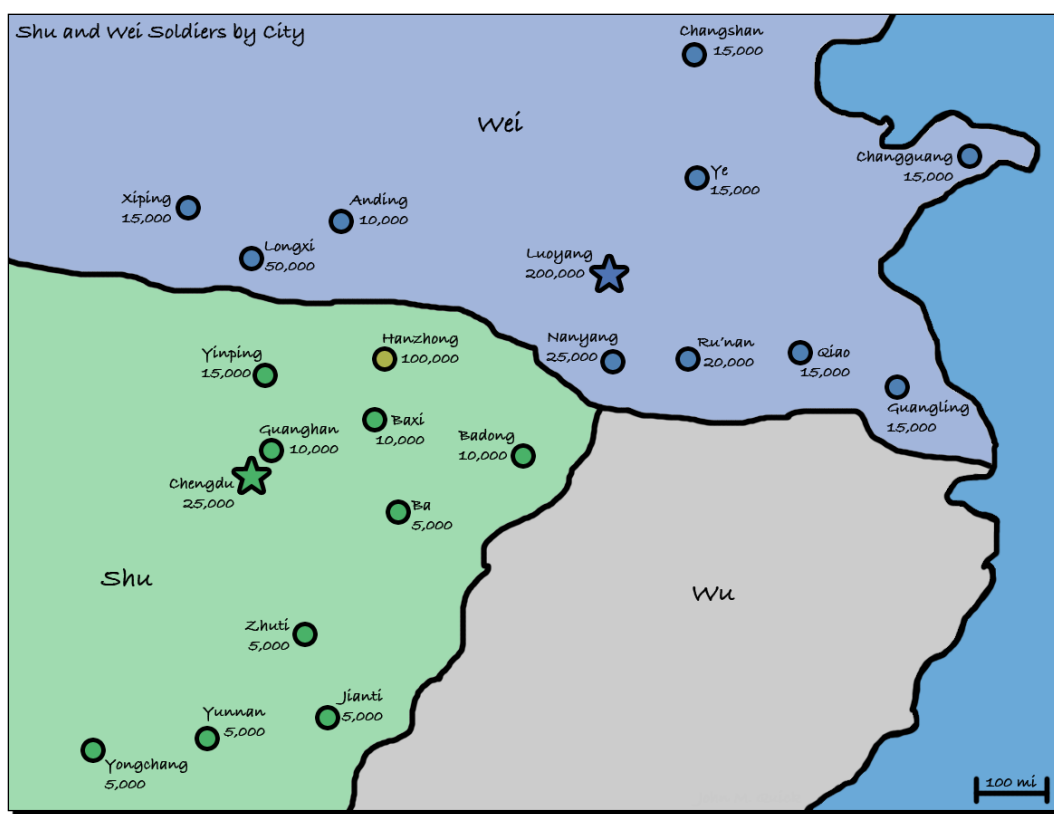 Shu and Wei Soldiers by City
Changshan
15,000
Wei
Changguang
15,000
Ye
15,000
Xiping
15,000
Anding
10,000
Longxi
50,000
Luoyang
200,000
Hanzhong
100,000
Nanyang
25,000
Ru'nan
20,000
Qiao
15,000
Yinping
15,000
Guangling
15,000
Baxi
10,000
Guanghan
10,000
Badong
10,000
Chengdu
25,000
Ba
5,000
Shu
Wu
Zhuti
5,000
Jianti
5,000
Yunnan
5,000
Yongchang
5,000
100 mi